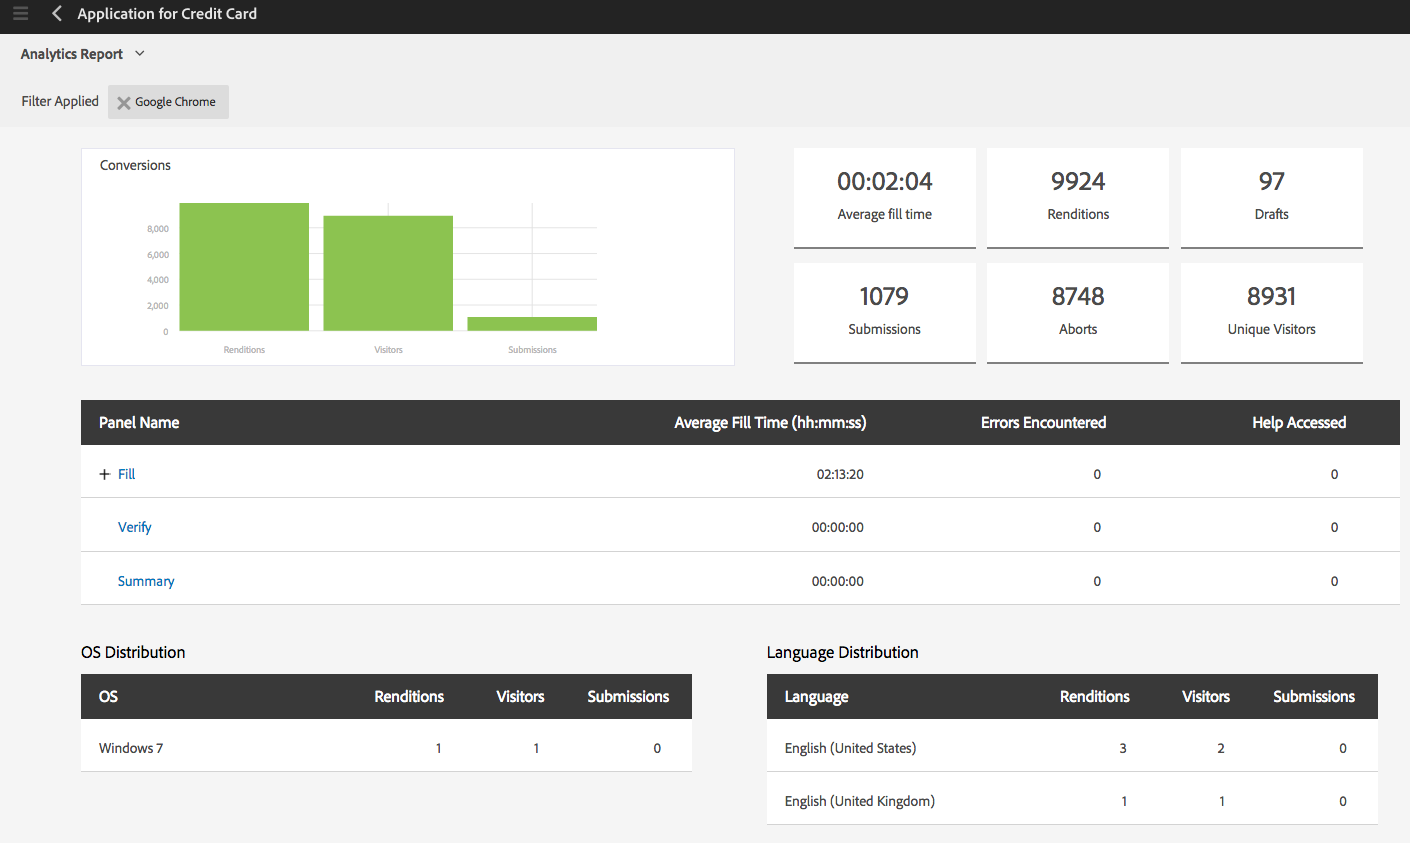 Application for Credit Card
Analytics Report
Filter Applied Google Chrome
Conversions
8,000
6,000
4,000
2,000
0
Renditions Visitors Submissions
00:02:04 9924 97
Average fill time Renditions Drafts
1079 8748 8931
Submissions Aborts Unique Visitors
Panel Name Average Fill Time (hh:mm:ss) Errors Encountered Help Accessed
+ Fill 02:13:20 0 0
Verify 00:00:00 0 0
Summary 00:00:00 0 0
OS Distribution
OS Renditions Visitors Submissions
Windows 7 1 1 0
Language Distribution
Language Renditions Visitors Submissions
English (United States) 3 2 0
English (United Kingdom) 1 1 0